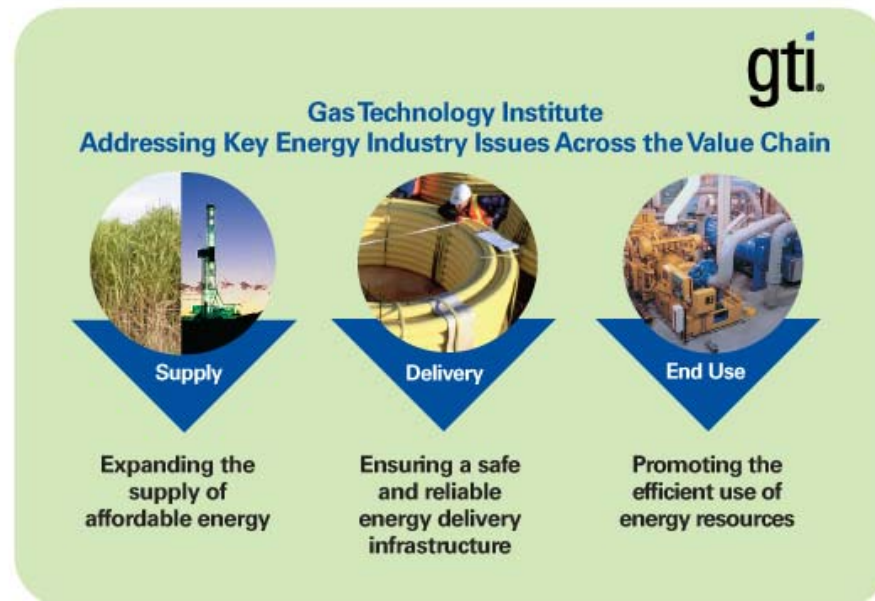 gti®
Gas Technology Institute
Addressing Key Energy Industry Issues Across the Value Chain
Supply
Delivery
End Use
Expanding the
supply of
affordable energy
Ensuring a safe
and reliable
energy delivery
infrastructure
Promoting the
efficient use of
energy resources